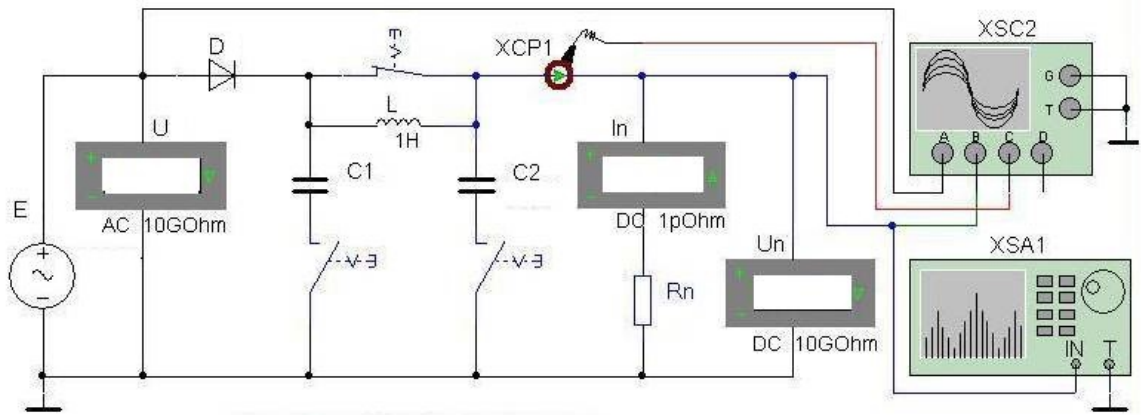 XSC2
D
XCP1
G
T
A B C D
U
+
-
V
AC 10GOhm
L
1H
C1
C2
In
+
-
A
DC 1pOhm
E
+
-
Rn
Un
+
-
V
DC 10GOhm
XSA1
IN T